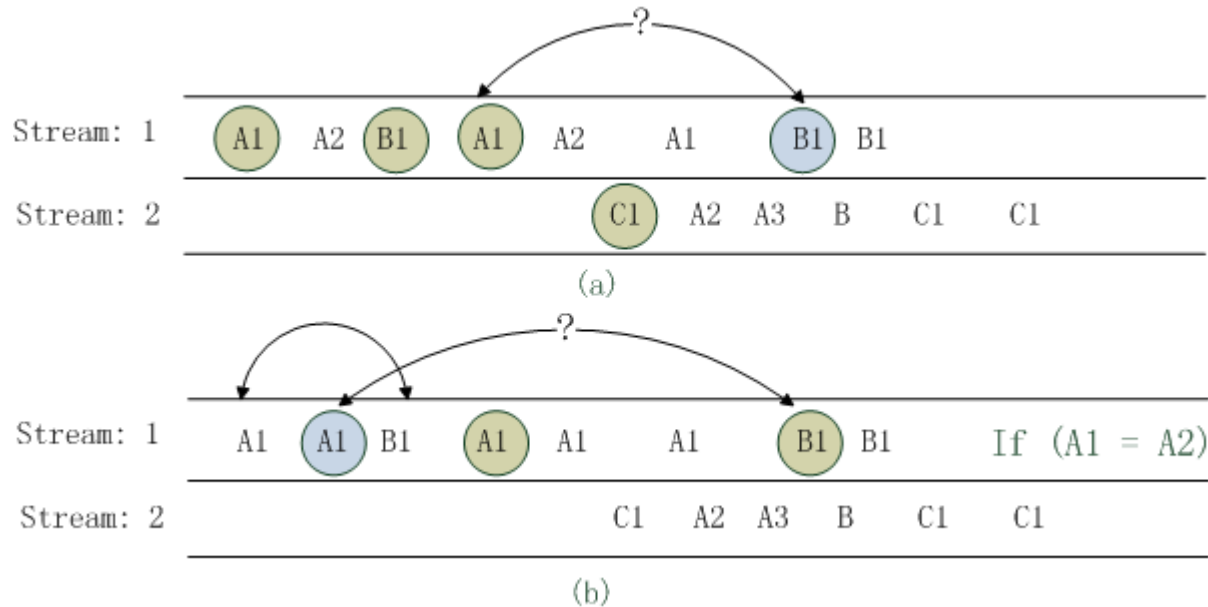 ?
Stream: 1 A1 A2 B1 A1 A2 A1 B1 B1
Stream: 2 C1 A2 A3 B C1 C1
(a)
?
Stream: 1 A1 A1 B1 A1 A1 A1 B1 B1 If (A1 = A2)
Stream: 2 C1 A2 A3 B C1 C1
(b)